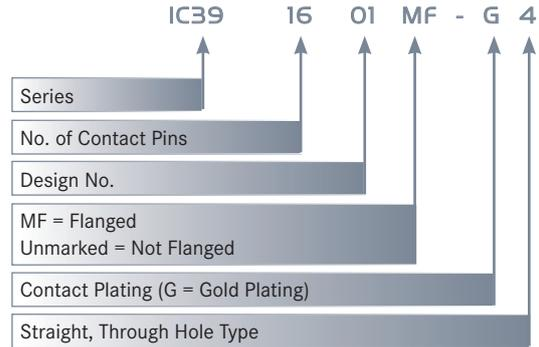 IC39 16 01 MF - G 4
Series
No. of Contact Pins
Design No.
MF = Flanged
Unmarked = Not Flanged
Contact Plating (G = Gold Plating)
Straight, Through Hole Type